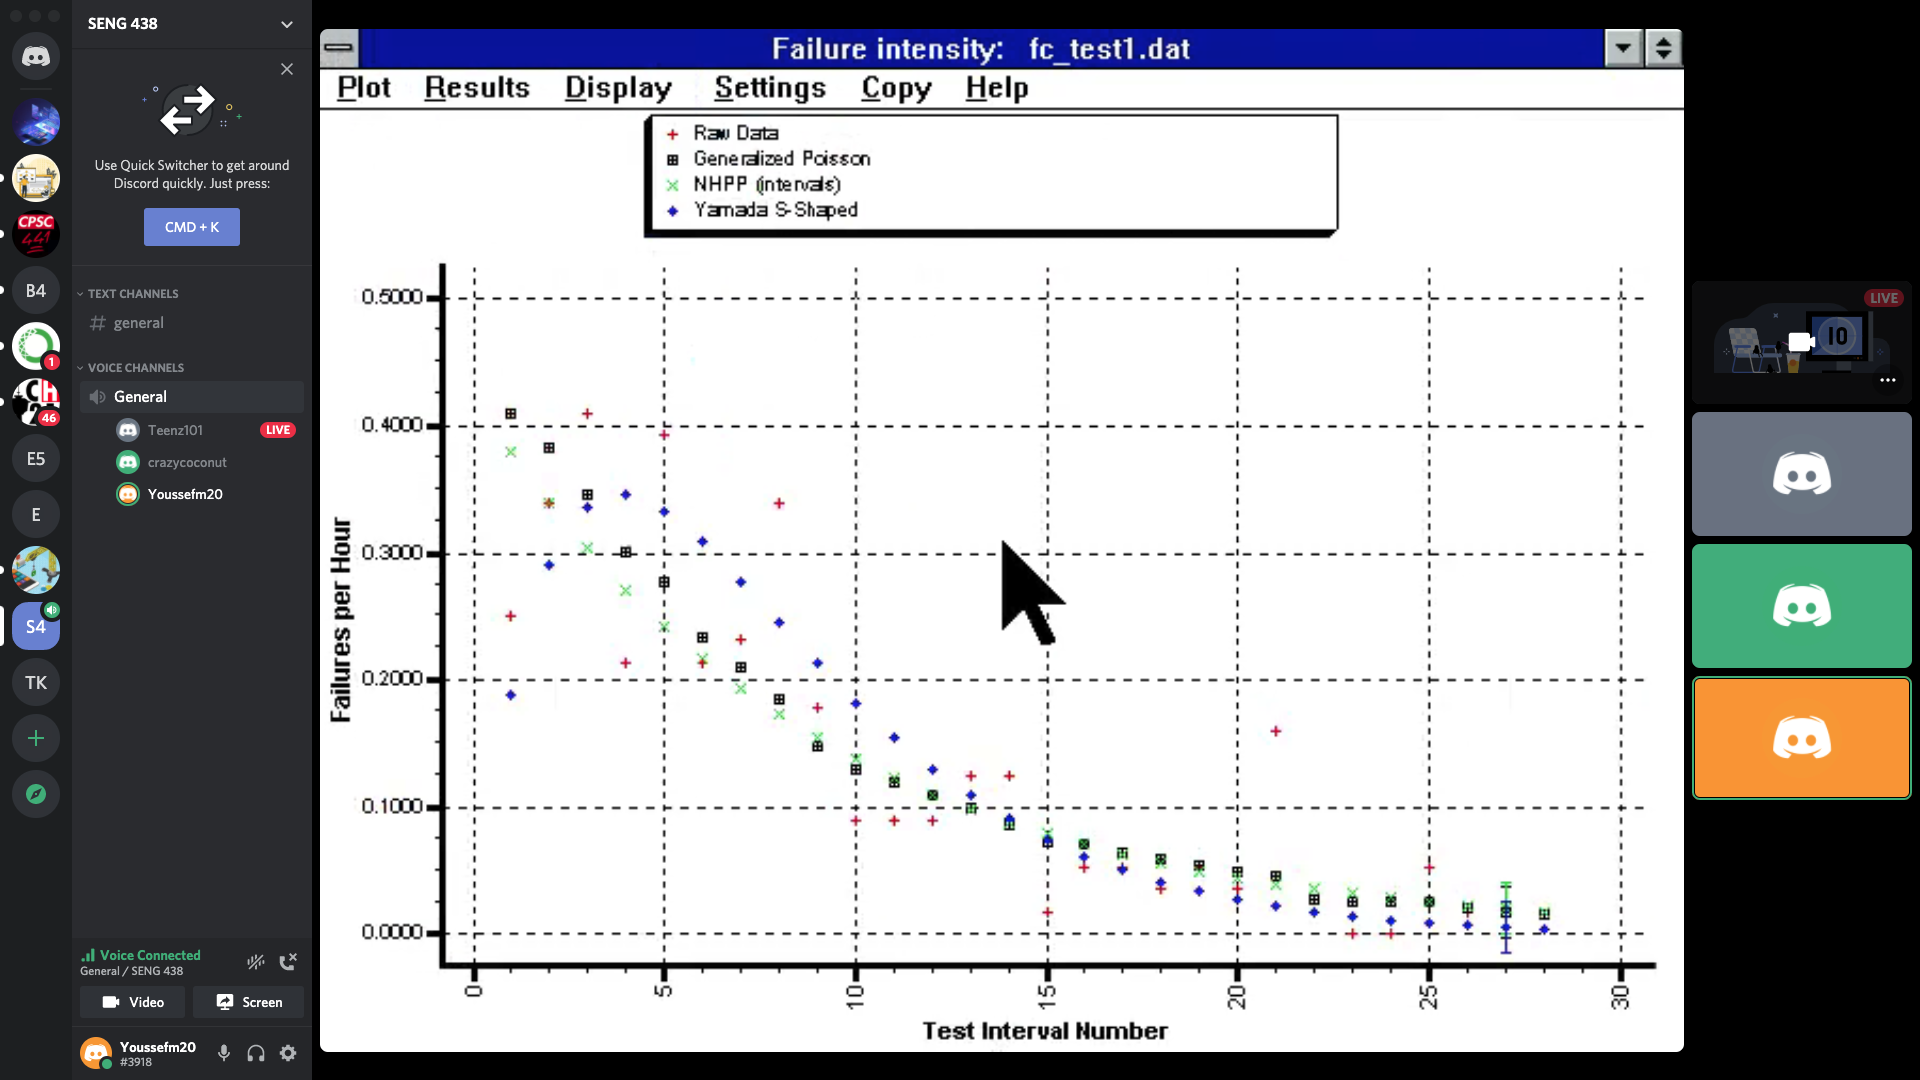 SENG 438
Use Quick Switcher to get around
Discord quickly. Just press:
CMD + K
TEXT CHANNELS
# general
VOICE CHANNELS
General
Teenz101 LIVE
crazycoconut
Youssefm20
CPSC
441
B4
1
CH
46
E5
E
S4
TK
Voice Connected
General / SENG 438
Video
Screen
Youssefm20
#3918
Failure intensity: fc_test1.dat
Plot Results Display Settings Copy Help
Raw Data
Generalized Poisson
NHPP (intervals)
Yamada S-Shaped
Failures per Hour
0.5000
0.4000
0.3000
0.2000
0.1000
0.0000
0 5 10 15 20 25 30
Test Interval Number
LIVE
10